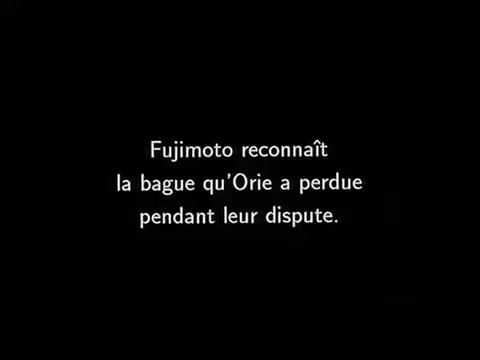 Fujimoto reconnaît
la bague qu'Orie a perdue
pendant leur dispute.